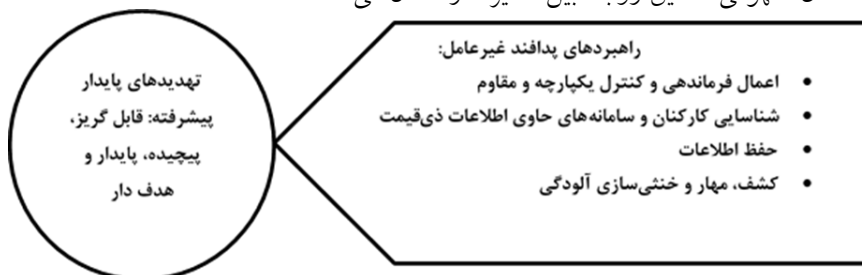 راهبردهای پدافند غیرعامل:
• اعمال فرماندهی و کنترل یکپارچه و مقاوم
• شناسایی کارکنان و سامانه‌های حاوی اطلاعات ذی‌قیمت
• حفظ اطلاعات
• کشف، مهار و خنثی‌سازی آلودگی
تهدیدهای پایدار
پیشرفته: قابل گریز،
پیچیده، پایدار و
هدف دار